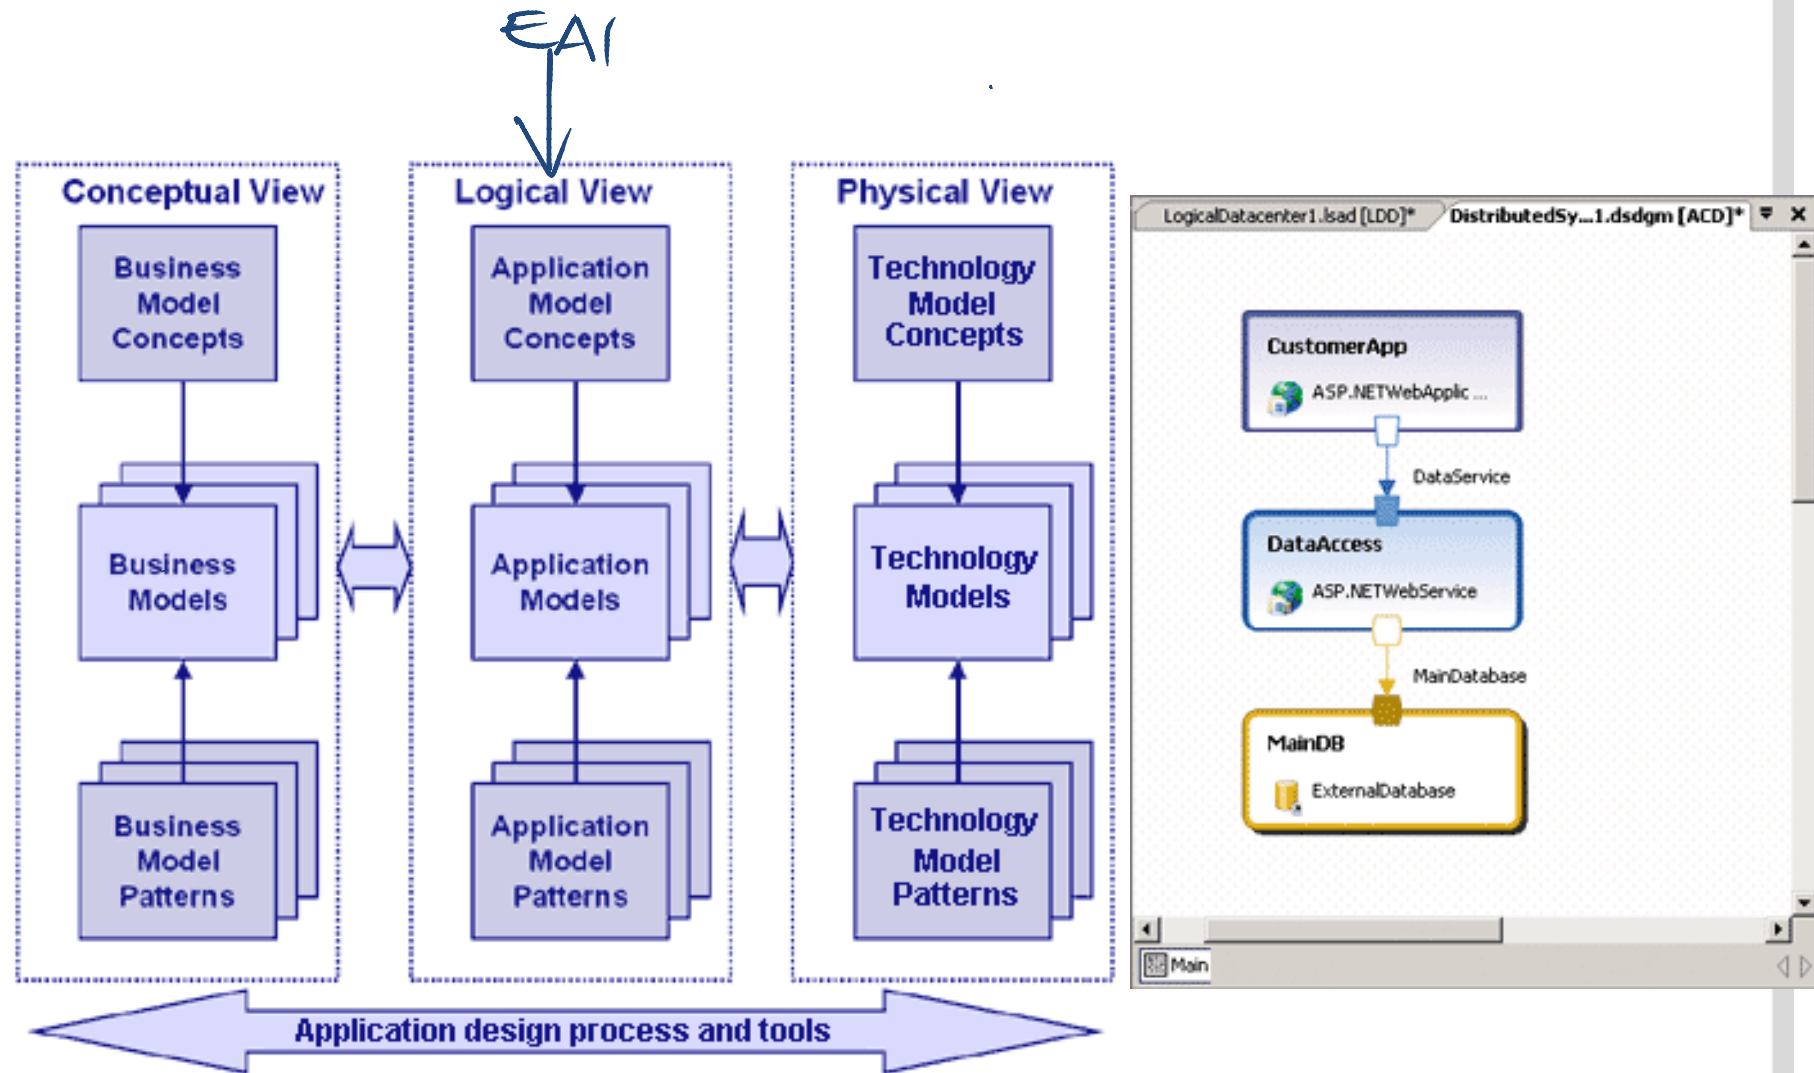 EAI
Conceptual View
Business
Model
Concepts
Business
Models
Business
Model
Patterns
Logical View
Application
Model
Concepts
Application
Models
Application
Model
Patterns
Physical View
Technology
Model
Concepts
Technology
Models
Technology
Model
Patterns
Application design process and tools
LogicalDatacenter1.lsad [LDD]*
DistributedSy...1.dsdgm [ACD]*
CustomerApp
ASP.NETWebApplic ...
DataService
DataAccess
ASP.NETWebService
MainDatabase
MainDB
ExternalDatabase
Main